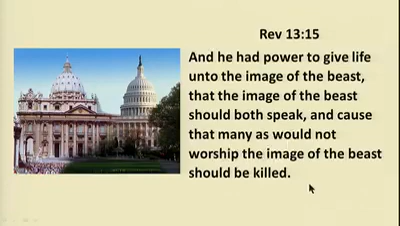 Rev 13:15
And he had power to give life
unto the image of the beast,
that the image of the beast
should both speak, and cause
that many as would not
worship the image of the beast
should be killed.